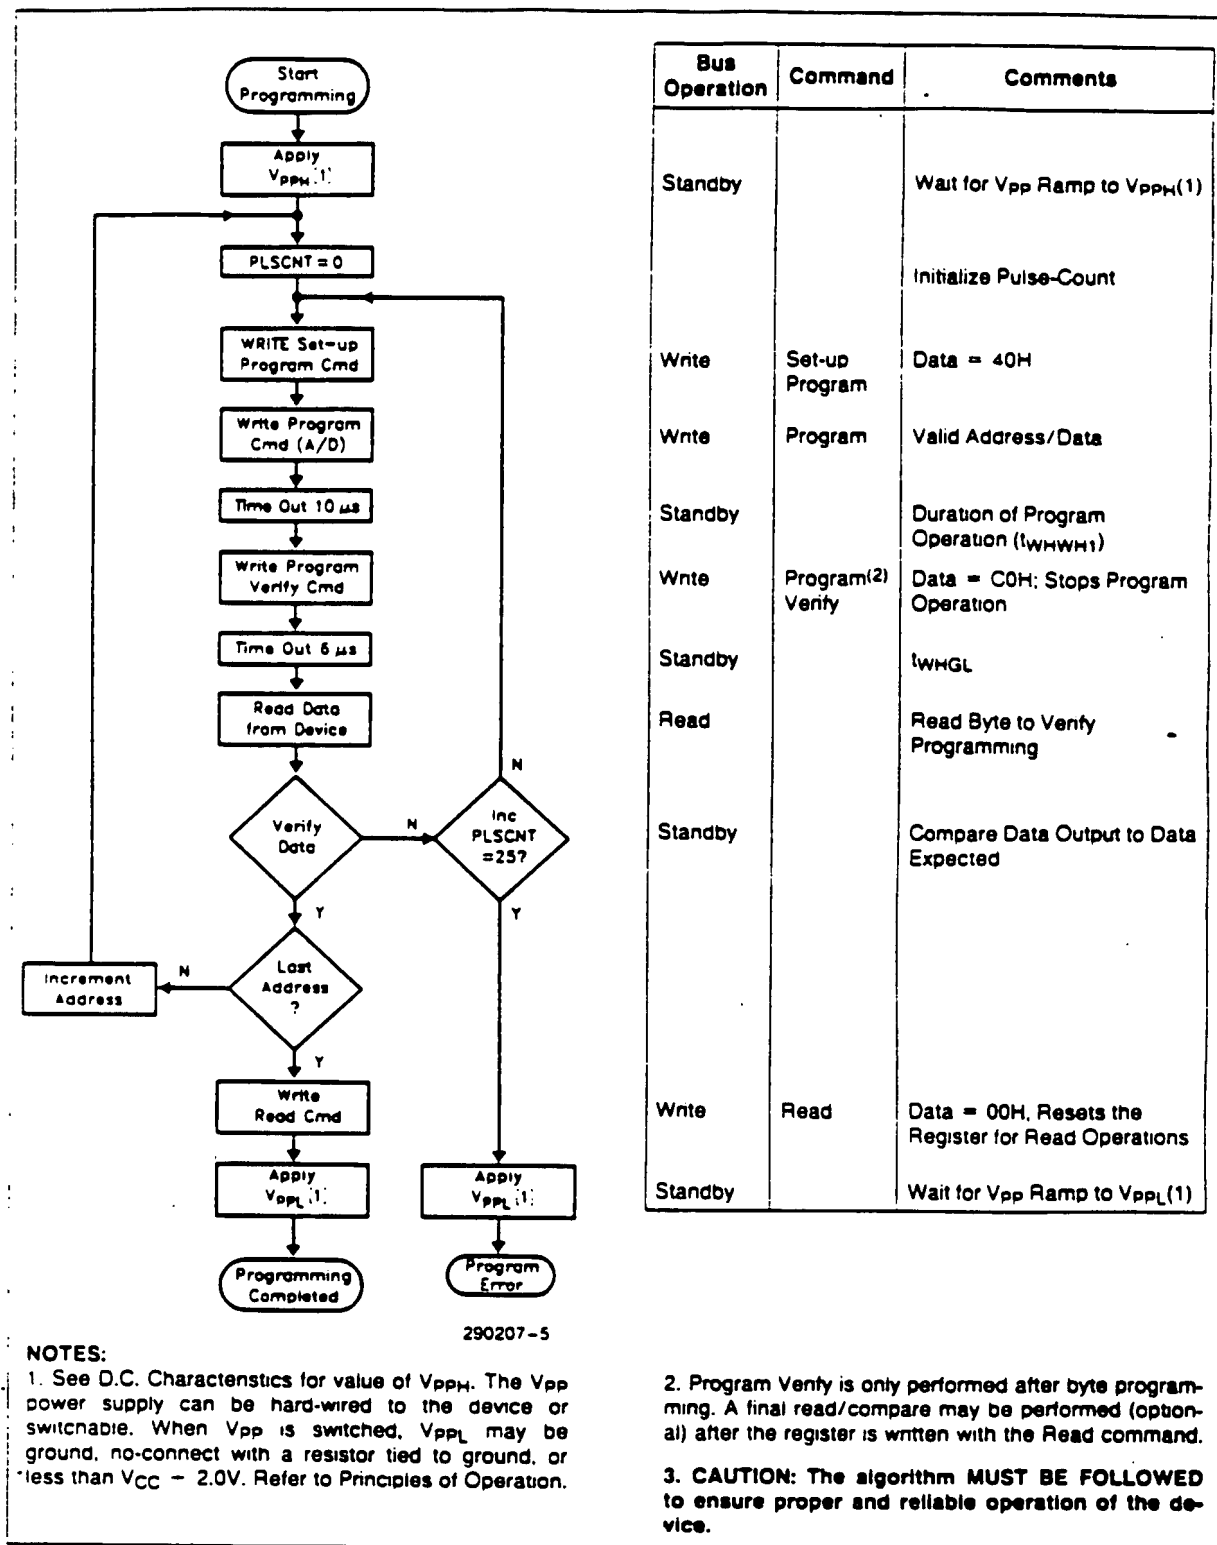 Start
Programming
Apply
VPPH(1)
PLSCNT = 0
WRITE Set-up
Program Cmd
Write Program
Cmd (A/D)
Time Out 10 µs
Write Program
Verify Cmd
Time Out 6 µs
Read Data
from Device
Verify
Data
N
Inc
PLSCNT
=25?
N
Y
Y
Last
Address
?
N
Increment
Address
Y
Write
Read Cmd
Apply
VPPL(1)
Apply
VPPL(1)
Programming
Completed
Program
Error
290207-5
Bus Operation Command Comments
Standby Wait for VPP Ramp to VPPH(1)
Initialize Pulse-Count
Write Set-up Program Data = 40H
Write Program Valid Address/Data
Standby Duration of Program
Operation (tWHWH1)
Write Program(2) Verify Data = C0H; Stops Program
Operation
Standby tWHGL
Read Read Byte to Verify
Programming
Standby Compare Data Output to Data
Expected
Write Read Data = 00H, Resets the
Register for Read Operations
Standby Wait for VPP Ramp to VPPL(1)
NOTES:
1. See D.C. Characteristics for value of VPPH. The VPP
power supply can be hard-wired to the device or
switchable. When VPP is switched, VPPL may be
ground, no-connect with a resistor tied to ground, or
less than VCC – 2.0V. Refer to Principles of Operation.
2. Program Verify is only performed after byte program-
ming. A final read/compare may be performed (option-
al) after the register is written with the Read command.
3. CAUTION: The algorithm MUST BE FOLLOWED
to ensure proper and reliable operation of the de-
vice.